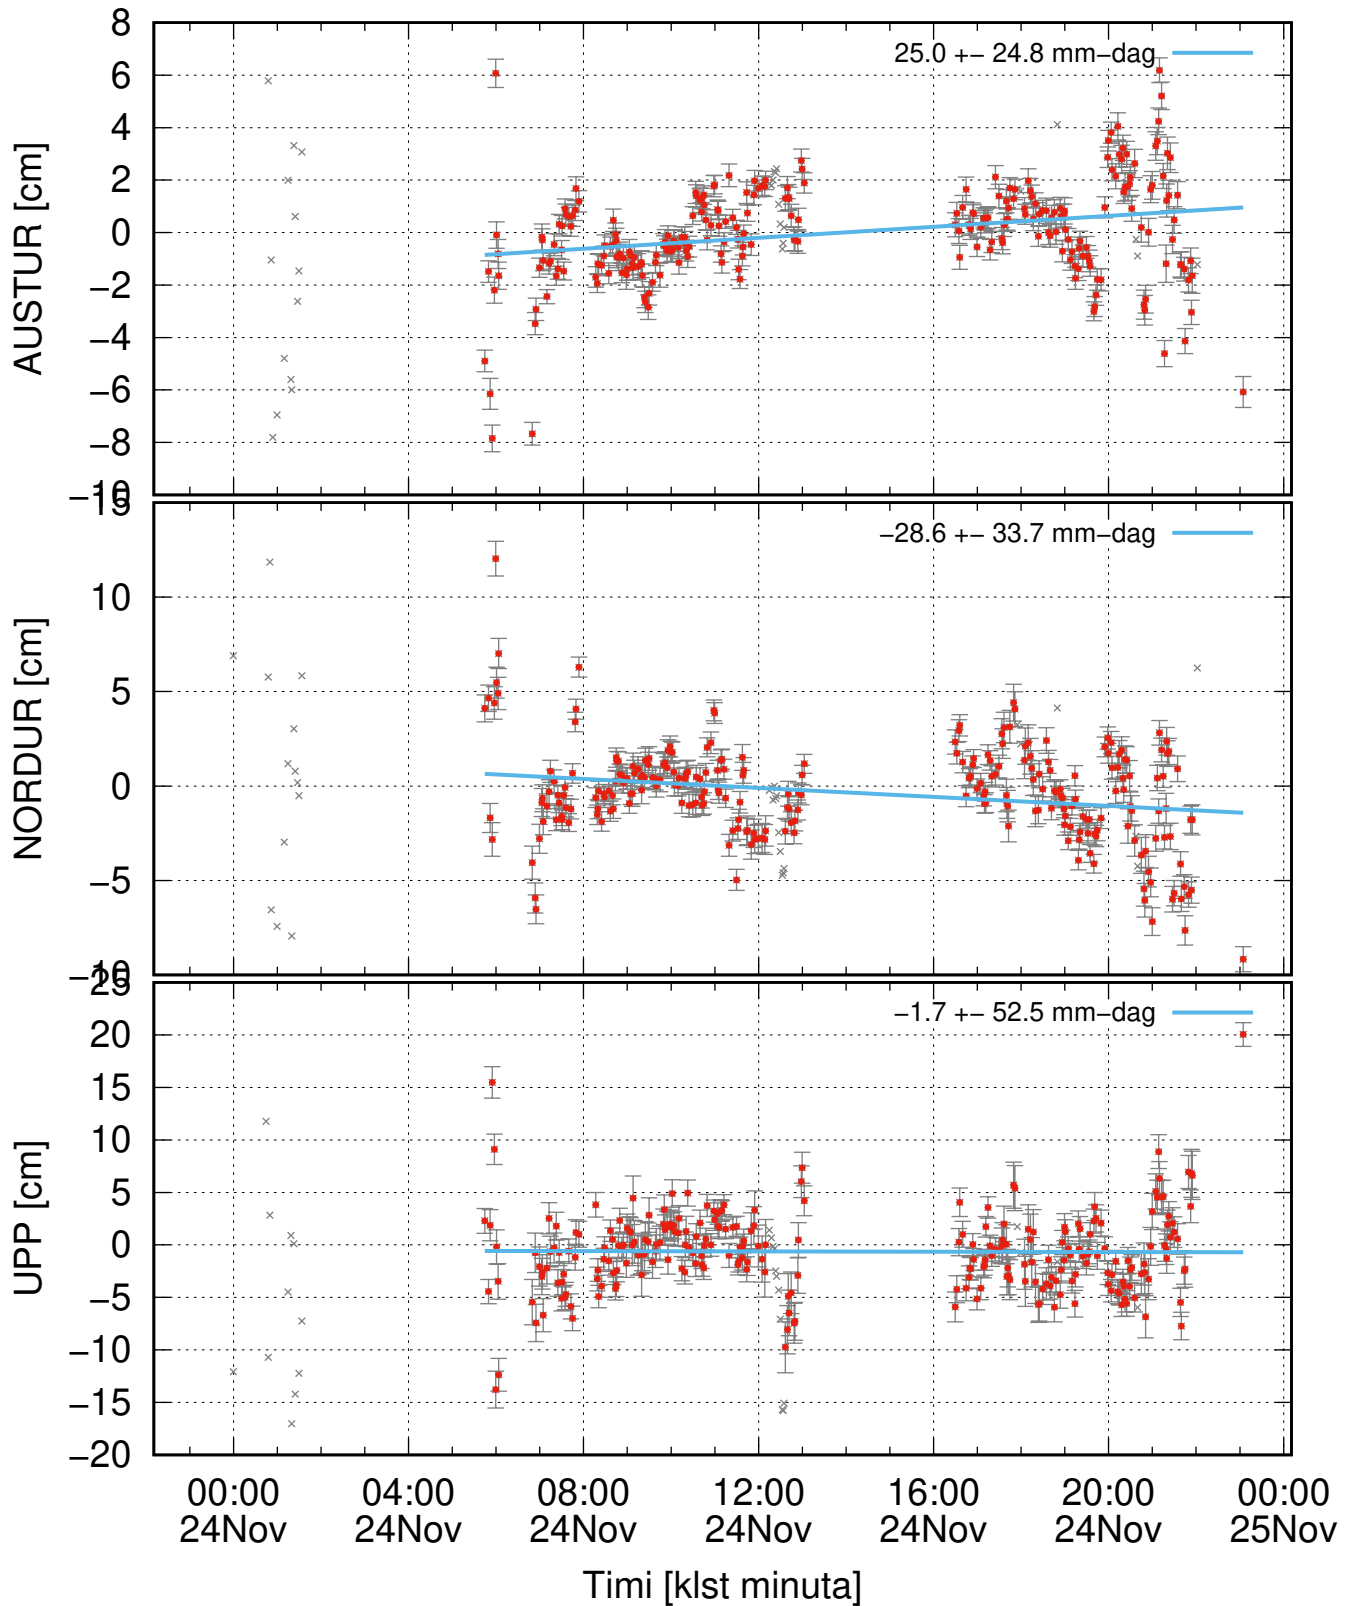 8
6
4
2
0
−2
−4
−6
−8
−10
AUSTUR [cm]
25.0 +− 24.8 mm−dag
15
10
5
0
−5
−10
NORDUR [cm]
−28.6 +− 33.7 mm−dag
25
20
15
10
5
0
−5
−10
−15
−20
UPP [cm]
−1.7 +− 52.5 mm−dag
00:00 04:00 08:00 12:00 16:00 20:00 00:00
24Nov 24Nov 24Nov 24Nov 24Nov 24Nov 25Nov
Timi [klst minuta]